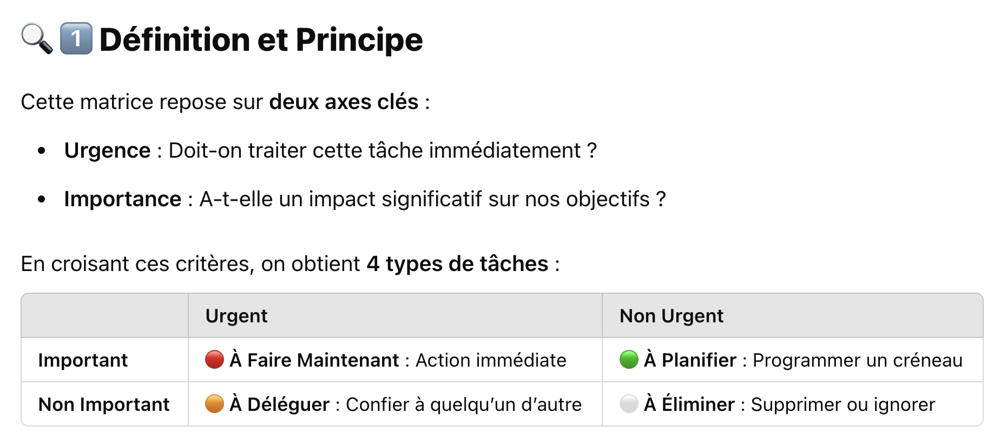 🔍 1️⃣ Définition et Principe
Cette matrice repose sur deux axes clés :
• Urgence : Doit-on traiter cette tâche immédiatement ?
• Importance : A-t-elle un impact significatif sur nos objectifs ?
En croisant ces critères, on obtient 4 types de tâches :
Urgent Non Urgent
Important 🔴 À Faire Maintenant : Action immédiate 🟢 À Planifier : Programmer un créneau
Non Important 🟠 À Déléguer : Confier à quelqu’un d’autre ⚪ À Éliminer : Supprimer ou ignorer